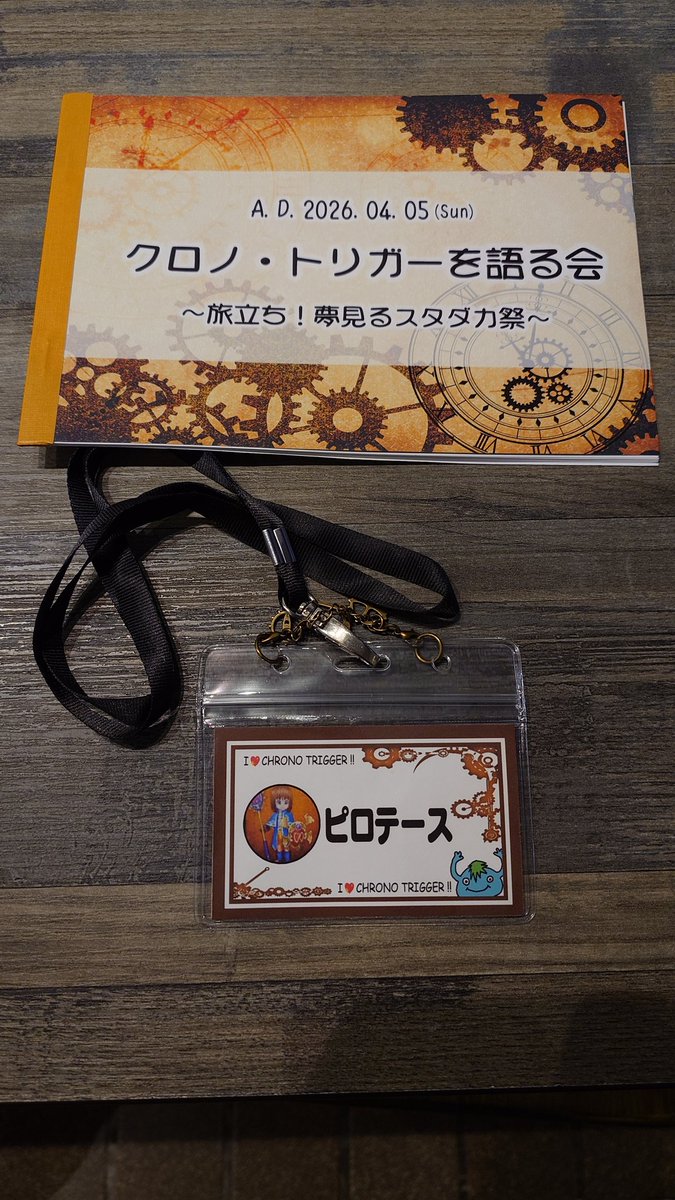 A. D. 2026. 04. 05 (Sun)
クロノ・トリガーを語る会
～旅立ち！夢見るスタダカ祭～
I❤CHRONO TRIGGER!!
ピロテース
I❤CHRONO TRIGGER!!